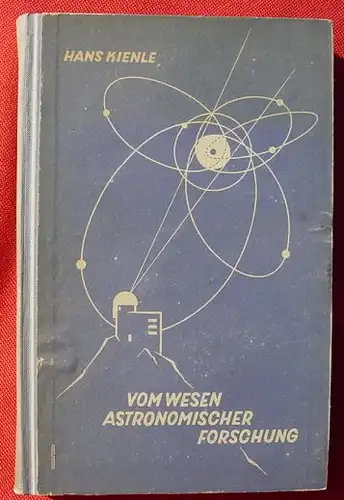 HANS KIENLE
VOM WESEN
ASTRONOMISCHER
FORSCHUNG